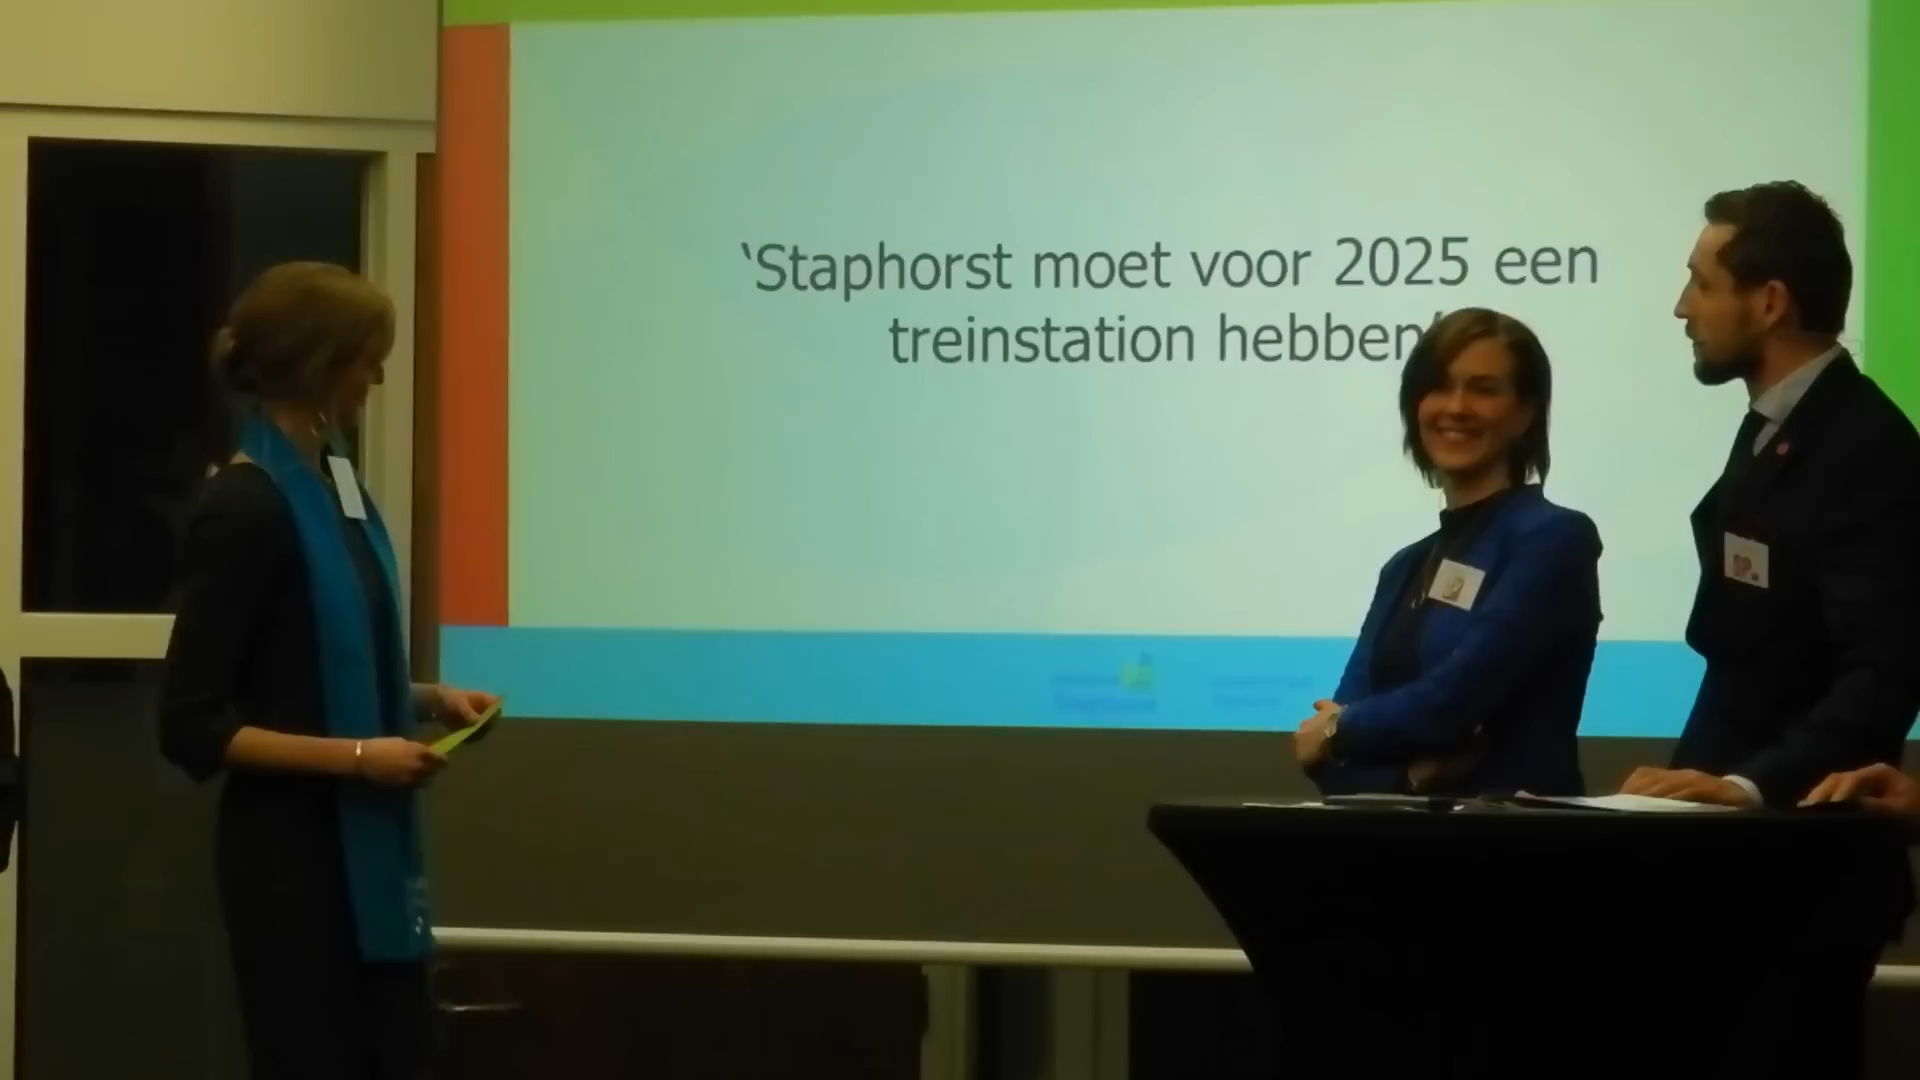 ‘Staphorst moet voor 2025 een
treinstation hebben’